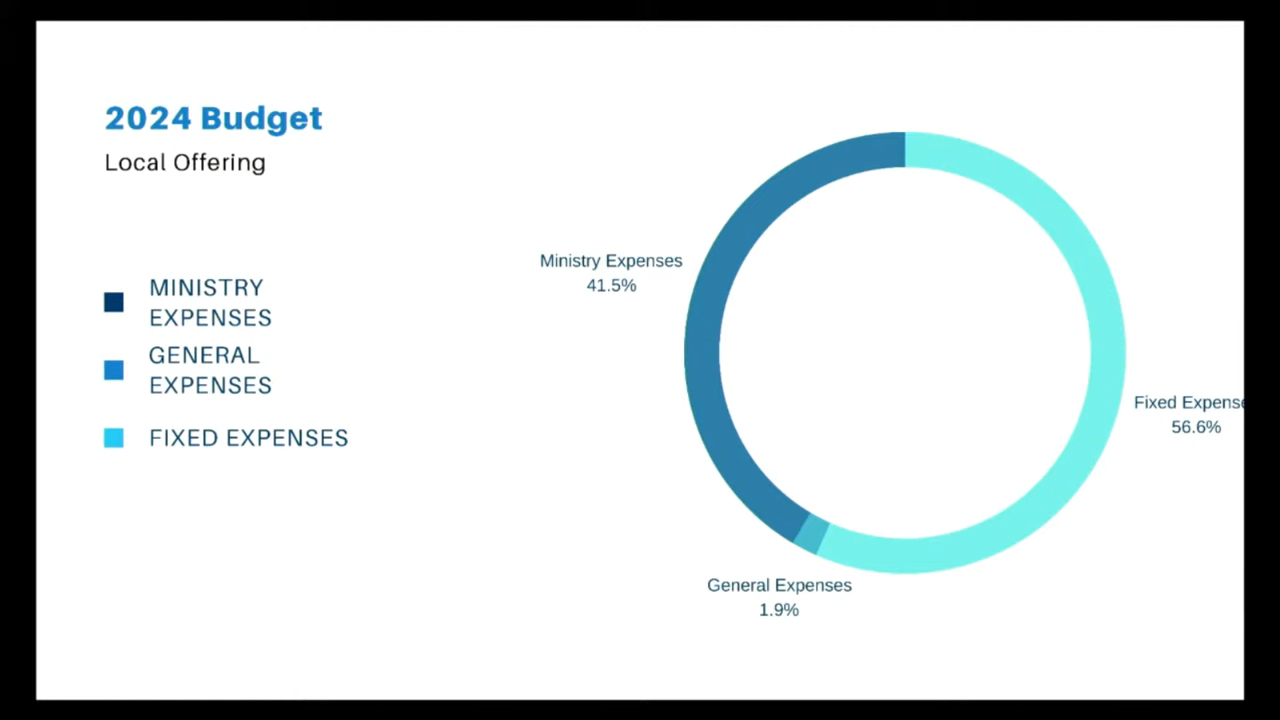 2024 Budget
Local Offering
MINISTRY
EXPENSES
GENERAL
EXPENSES
FIXED EXPENSES
Ministry Expenses
41.5%
Fixed Expense
56.6%
General Expenses
1.9%